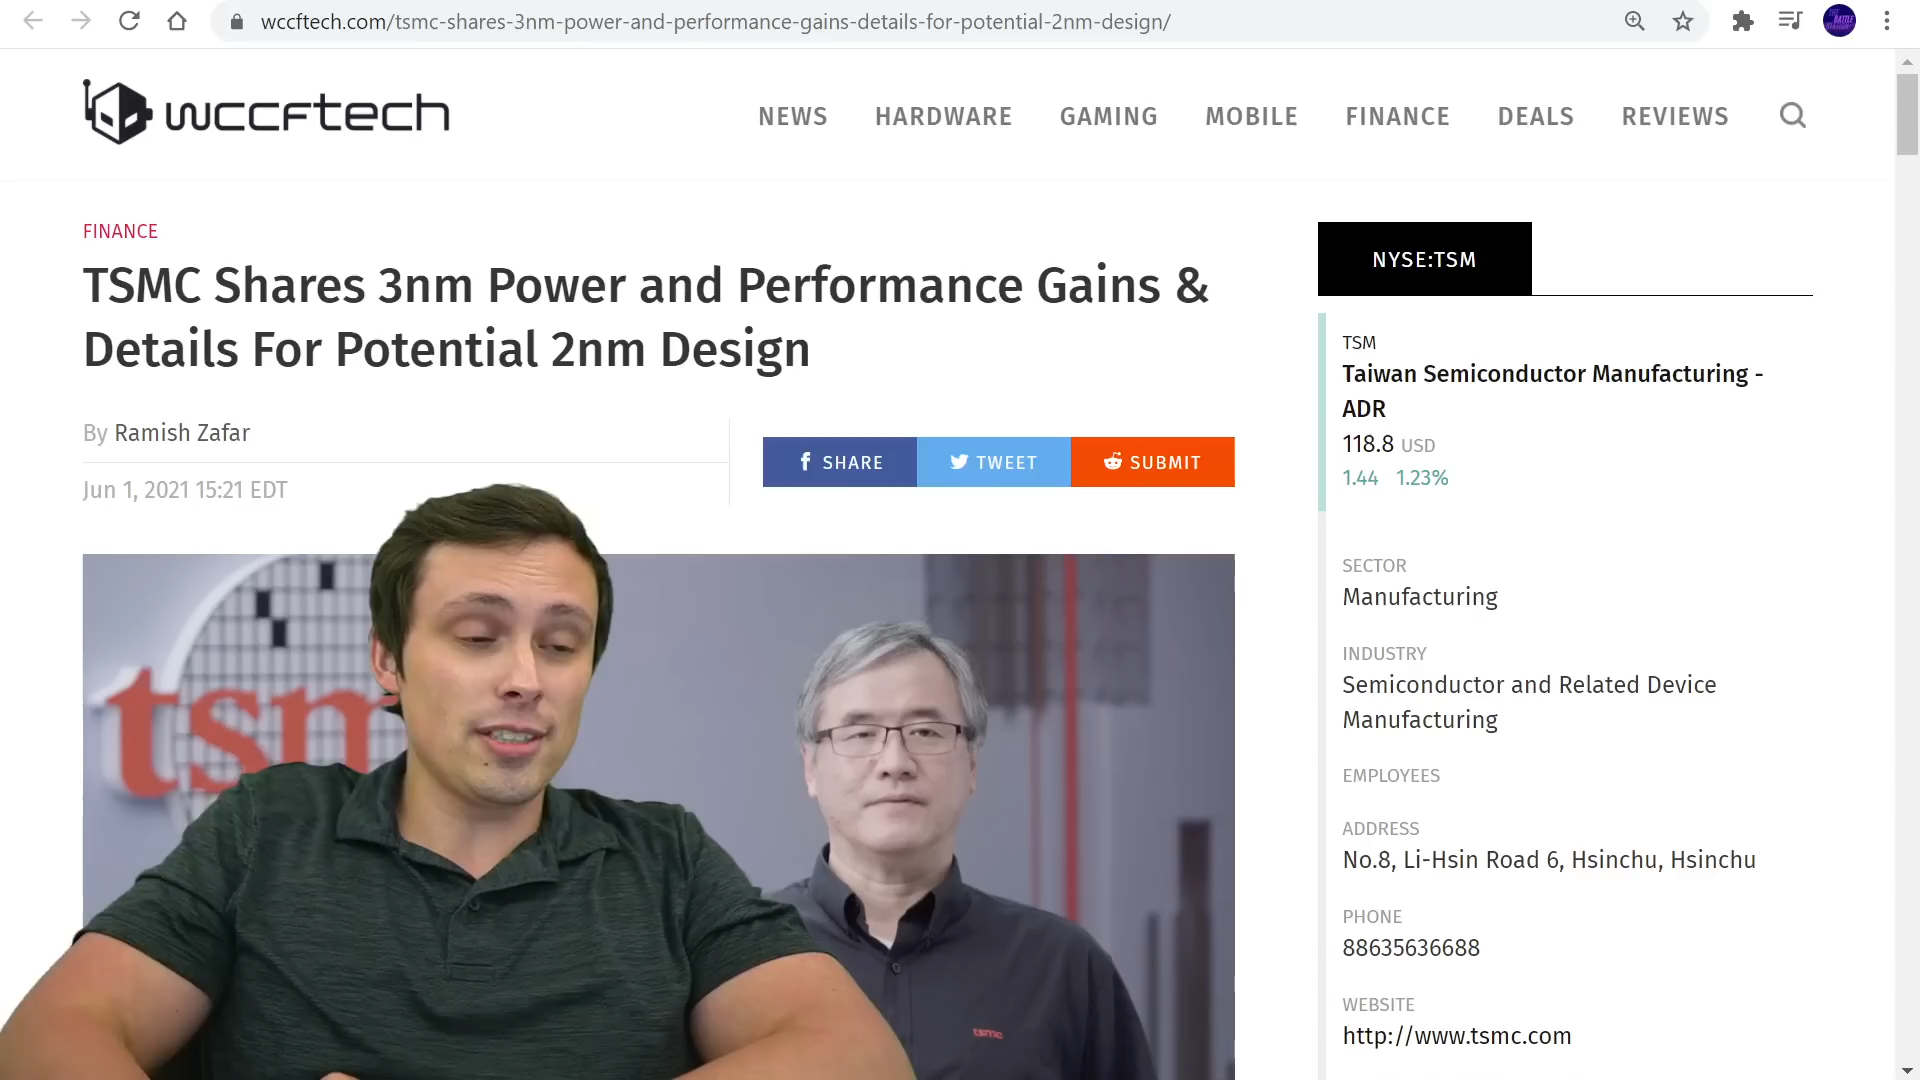 wccftech.com/tsmc-shares-3nm-power-and-performance-gains-details-for-potential-2nm-design/
wccftech
NEWS HARDWARE GAMING MOBILE FINANCE DEALS REVIEWS
FINANCE
TSMC Shares 3nm Power and Performance Gains &
Details For Potential 2nm Design
By Ramish Zafar
Jun 1, 2021 15:21 EDT
SHARE TWEET SUBMIT
tsm
tsmc
NYSE:TSM
TSM
Taiwan Semiconductor Manufacturing -
ADR
118.8 USD
1.44 1.23%
SECTOR
Manufacturing
INDUSTRY
Semiconductor and Related Device
Manufacturing
EMPLOYEES
ADDRESS
No.8, Li-Hsin Road 6, Hsinchu, Hsinchu
PHONE
88635636688
WEBSITE
http://www.tsmc.com